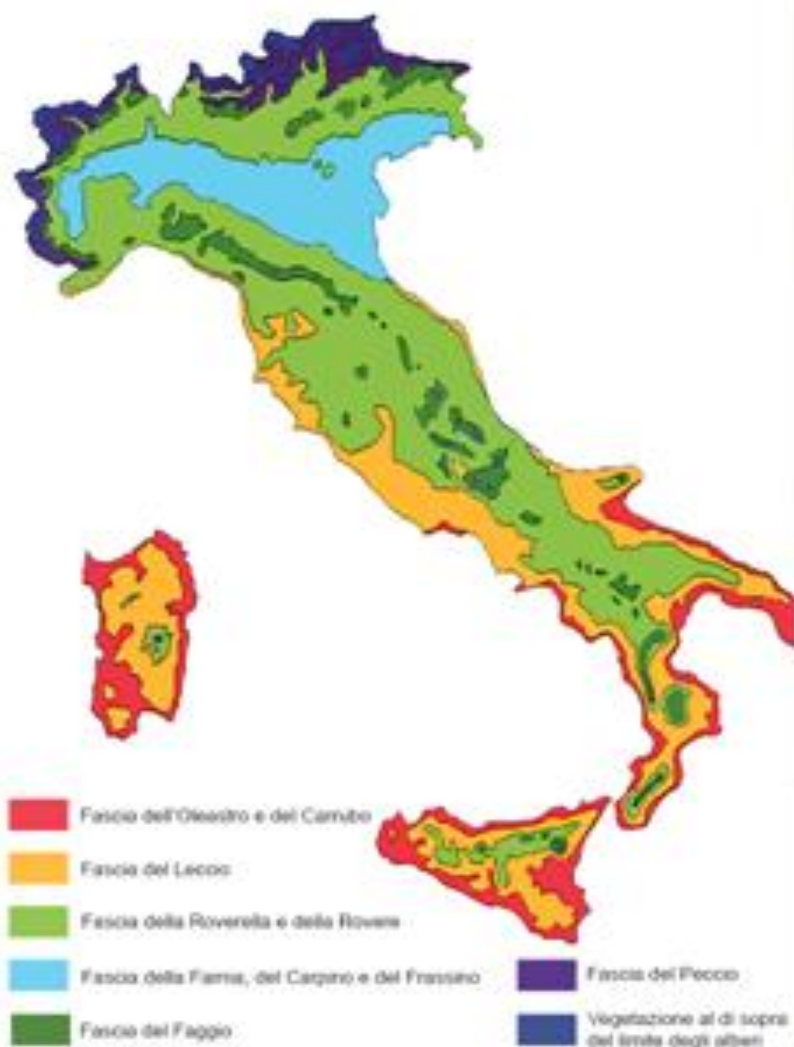 Fascia dell'Oleastro e del Carrubo
Fascia del Leccio
Fascia della Roverella e della Rovere
Fascia della Farnia, del Carpino e del Frassino
Fascia del Faggio
Fascia del Peccio
Vegetazione al di sopra
del limite degli alberi